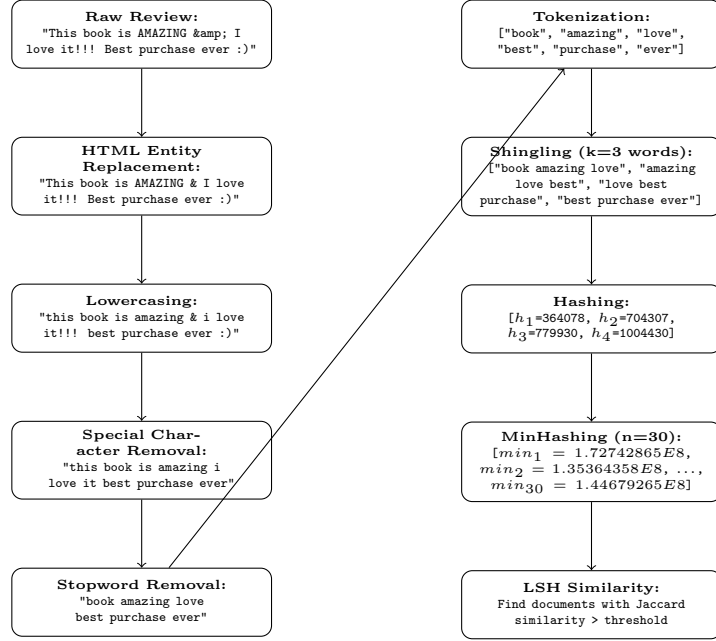 Raw Review:
"This book is AMAZING &amp; I
love it!!! Best purchase ever :)"
HTML Entity
Replacement:
"This book is AMAZING & I love
it!!! Best purchase ever :)"
Lowercasing:
"this book is amazing & i love
it!!! best purchase ever :)"
Special Char-
acter Removal:
"this book is amazing i
love it best purchase ever"
Stopword Removal:
"book amazing love
best purchase ever"
Tokenization:
["book", "amazing", "love",
"best", "purchase", "ever"]
Shingling (k=3 words):
["book amazing love", "amazing
love best", "love best
purchase", "best purchase ever"]
Hashing:
[h₁=364078, h₂=704307,
h₃=779930, h₄=1004430]
MinHashing (n=30):
[min₁ = 1.72742865E8,
min₂ = 1.35364358E8, ...,
min₃₀ = 1.44679265E8]
LSH Similarity:
Find documents with Jaccard
similarity > threshold